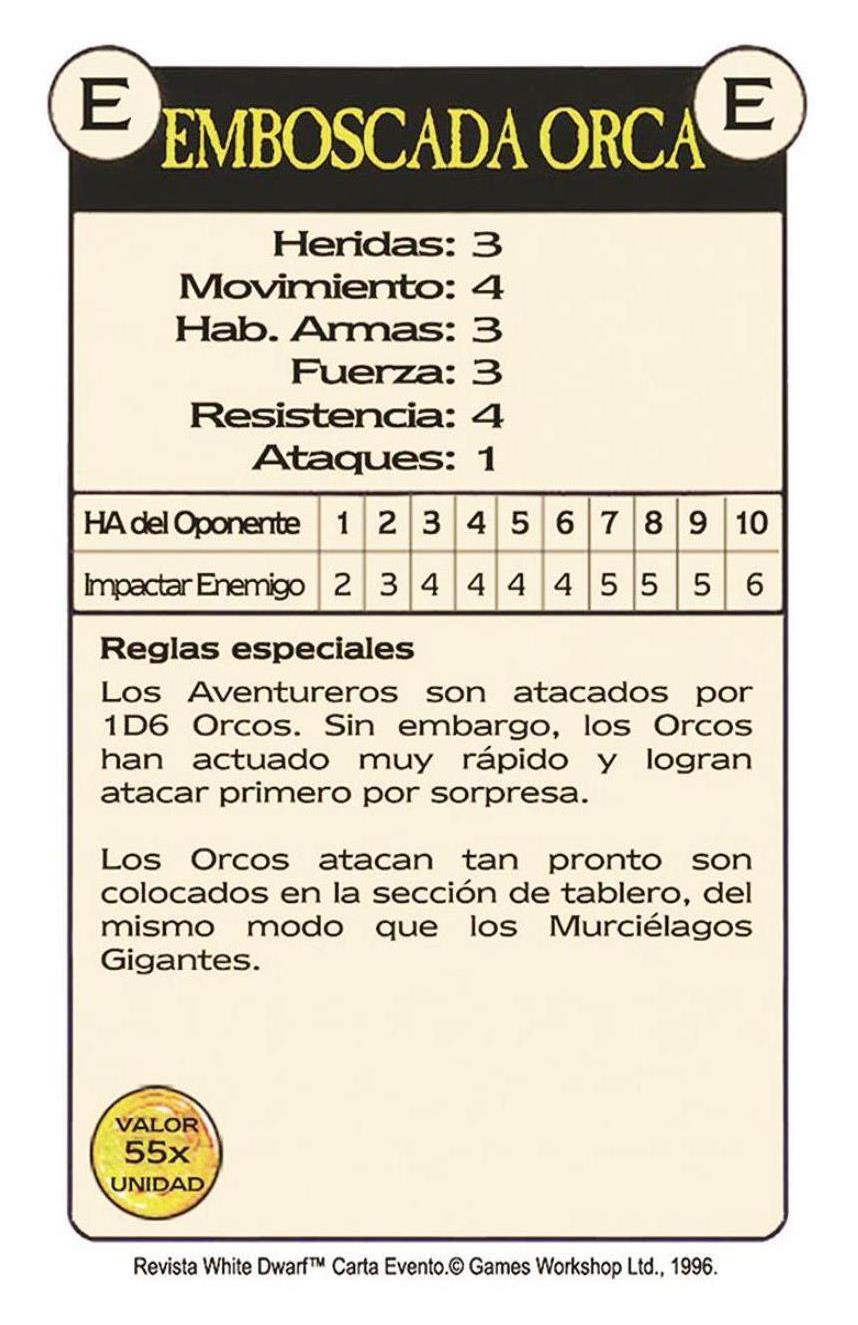 E EMBOSCADA ORCA E
Heridas: 3
Movimiento: 4
Hab. Armas: 3
Fuerza: 3
Resistencia: 4
Ataques: 1
HA del Oponente 1 2 3 4 5 6 7 8 9 10
Impactar Enemigo 2 3 4 4 4 4 5 5 5 6
Reglas especiales
Los Aventureros son atacados por
1D6 Orcos. Sin embargo, los Orcos
han actuado muy rápido y logran
atacar primero por sorpresa.
Los Orcos atacan tan pronto son
colocados en la sección de tablero, del
mismo modo que los Murciélagos
Gigantes.
VALOR
55x
UNIDAD
Revista White Dwarf™ Carta Evento.© Games Workshop Ltd., 1996.